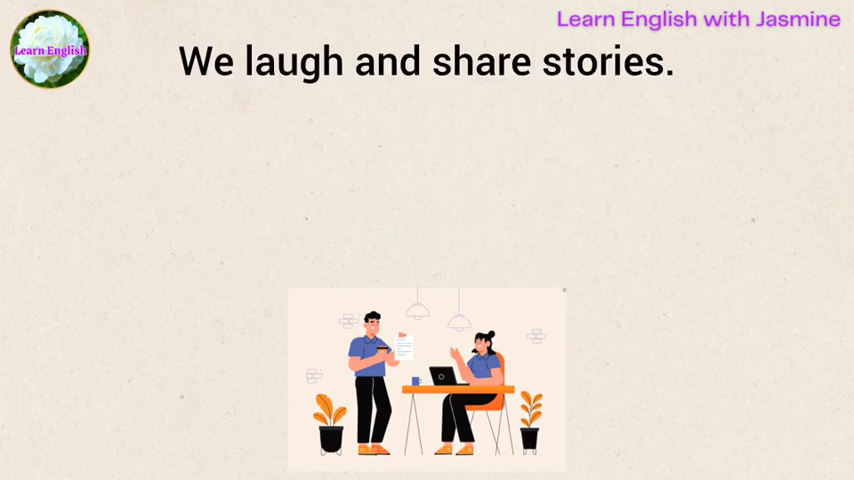 Learn English with Jasmine
Learn English
We laugh and share stories.